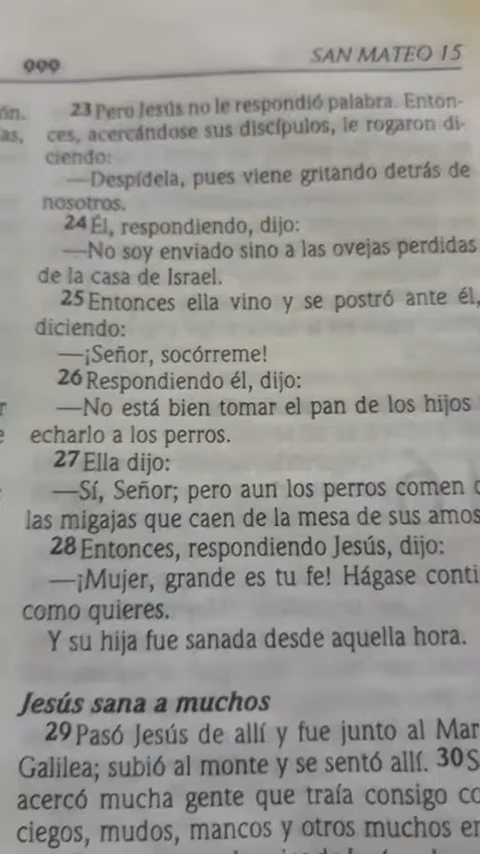 999 SAN MATEO 15
ón.
as,
23 Pero Jesús no le respondió palabra. Enton-
ces, acercándose sus discípulos, le rogaron di-
ciendo:
—Despídela, pues viene gritando detrás de
nosotros.
24 Él, respondiendo, dijo:
—No soy enviado sino a las ovejas perdidas
de la casa de Israel.
25 Entonces ella vino y se postró ante él,
diciendo:
—¡Señor, socórreme!
26 Respondiendo él, dijo:
—No está bien tomar el pan de los hijos
echarlo a los perros.
27 Ella dijo:
—Sí, Señor; pero aun los perros comen
las migajas que caen de la mesa de sus amos
28 Entonces, respondiendo Jesús, dijo:
—¡Mujer, grande es tu fe! Hágase conti
como quieres.
Y su hija fue sanada desde aquella hora.
Jesús sana a muchos
29 Pasó Jesús de allí y fue junto al Mar
Galilea; subió al monte y se sentó allí. 30 S
acercó mucha gente que traía consigo co
ciegos, mudos, mancos y otros muchos en